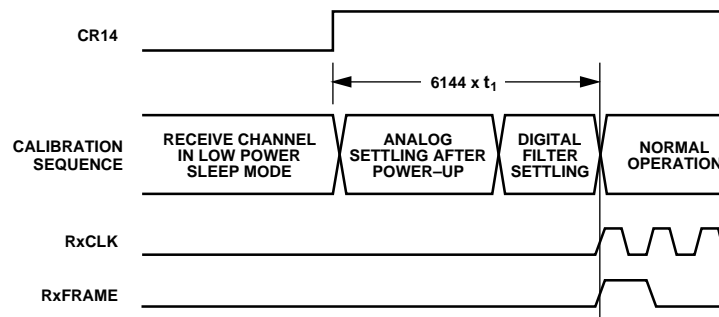 CR14
6144 x t1
CALIBRATION
SEQUENCE
RECEIVE CHANNEL
IN LOW POWER
SLEEP MODE
ANALOG
SETTLING AFTER
POWER–UP
DIGITAL
FILTER
SETTLING
NORMAL
OPERATION
RxCLK
RxFRAME